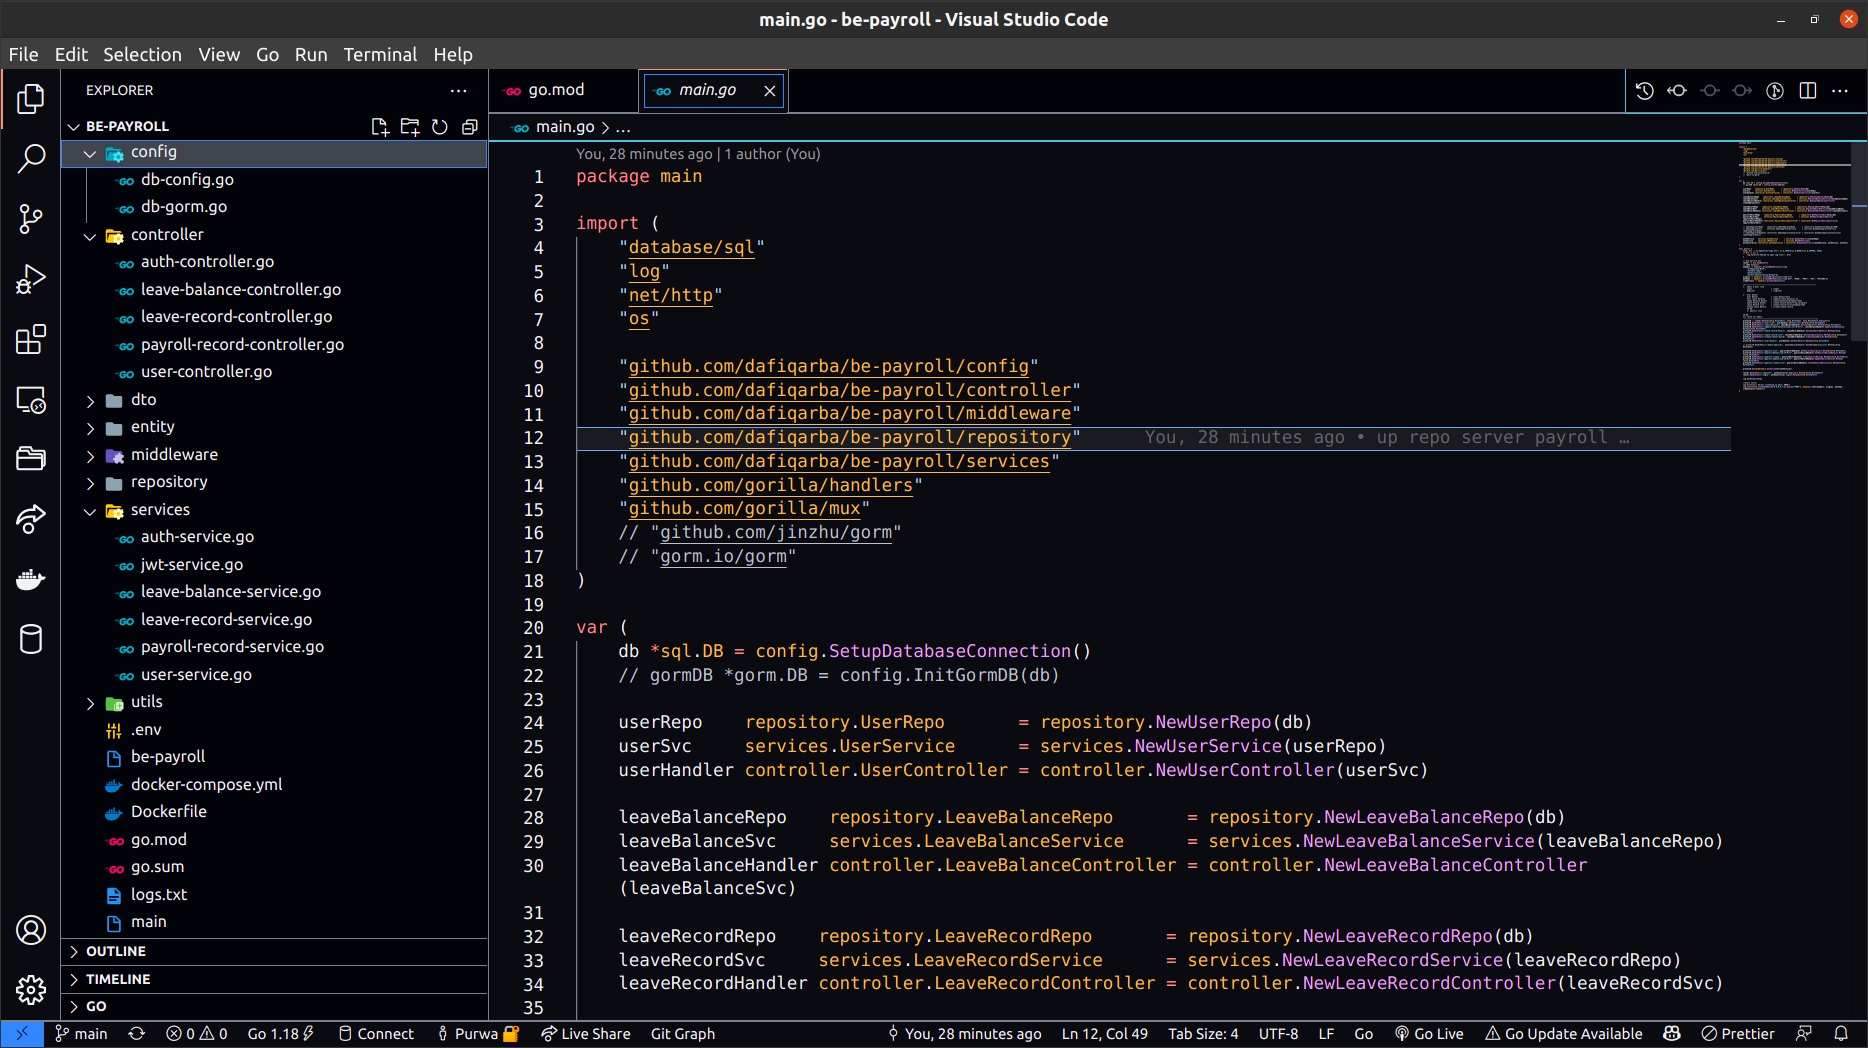 main.go - be-payroll - Visual Studio Code
File Edit Selection View Go Run Terminal Help
EXPLORER
BE-PAYROLL
config
db-config.go
db-gorm.go
controller
auth-controller.go
leave-balance-controller.go
leave-record-controller.go
payroll-record-controller.go
user-controller.go
dto
entity
middleware
repository
services
auth-service.go
jwt-service.go
leave-balance-service.go
leave-record-service.go
payroll-record-service.go
user-service.go
utils
.env
be-payroll
docker-compose.yml
Dockerfile
go.mod
go.sum
logs.txt
main
OUTLINE
TIMELINE
GO
go.mod
main.go
main.go > ...
You, 28 minutes ago | 1 author (You)
1 package main
2
3 import (
4 "database/sql"
5 "log"
6 "net/http"
7 "os"
8
9 "github.com/dafiqarba/be-payroll/config"
10 "github.com/dafiqarba/be-payroll/controller"
11 "github.com/dafiqarba/be-payroll/middleware"
12 "github.com/dafiqarba/be-payroll/repository" You, 28 minutes ago • up repo server payroll …
13 "github.com/dafiqarba/be-payroll/services"
14 "github.com/gorilla/handlers"
15 "github.com/gorilla/mux"
16 // "github.com/jinzhu/gorm"
17 // "gorm.io/gorm"
18 )
19
20 var (
21 db *sql.DB = config.SetupDatabaseConnection()
22 // gormDB *gorm.DB = config.InitGormDB(db)
23
24 userRepo repository.UserRepo = repository.NewUserRepo(db)
25 userSvc services.UserService = services.NewUserService(userRepo)
26 userHandler controller.UserController = controller.NewUserController(userSvc)
27
28 leaveBalanceRepo repository.LeaveBalanceRepo = repository.NewLeaveBalanceRepo(db)
29 leaveBalanceSvc services.LeaveBalanceService = services.NewLeaveBalanceService(leaveBalanceRepo)
30 leaveBalanceHandler controller.LeaveBalanceController = controller.NewLeaveBalanceController
(leaveBalanceSvc)
31
32 leaveRecordRepo repository.LeaveRecordRepo = repository.NewLeaveRecordRepo(db)
33 leaveRecordSvc services.LeaveRecordService = services.NewLeaveRecordService(leaveRecordRepo)
34 leaveRecordHandler controller.LeaveRecordController = controller.NewLeaveRecordController(leaveRecordSvc)
35
main 0 0 Go 1.18 Connect Purwa Live Share Git Graph You, 28 minutes ago Ln 12, Col 49 Tab Size: 4 UTF-8 LF Go Go Live Go Update Available Prettier